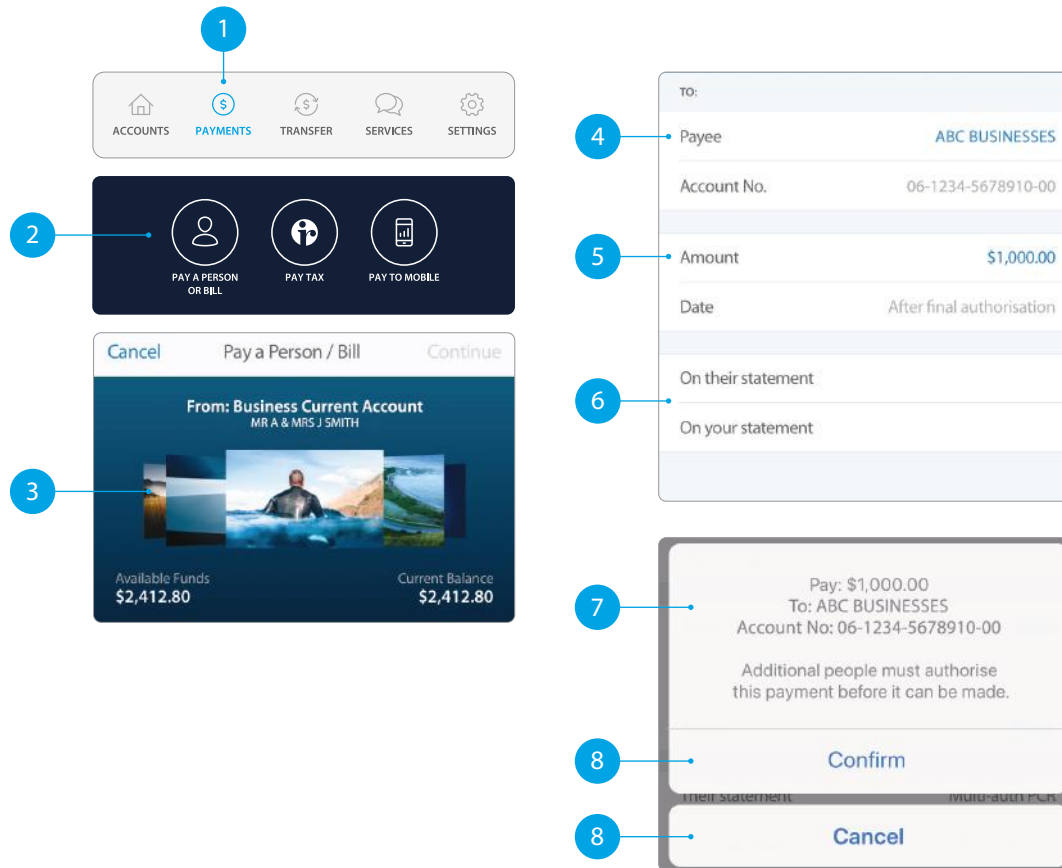 1
ACCOUNTS PAYMENTS TRANSFER SERVICES SETTINGS
2
PAY A PERSON
OR BILL
PAY TAX
PAY TO MOBILE
Cancel Pay a Person / Bill Continue
From: Business Current Account
MR A & MRS J SMITH
3
Available Funds Current Balance
$2,412.80 $2,412.80
TO:
4
Payee ABC BUSINESSES
Account No. 06-1234-5678910-00
5
Amount $1,000.00
Date After final authorisation
On their statement
6
On your statement
Pay: $1,000.00
7
To: ABC BUSINESSES
Account No: 06-1234-5678910-00
Additional people must authorise
this payment before it can be made.
8
Confirm
Their statement Multi-auth PCR
8
Cancel